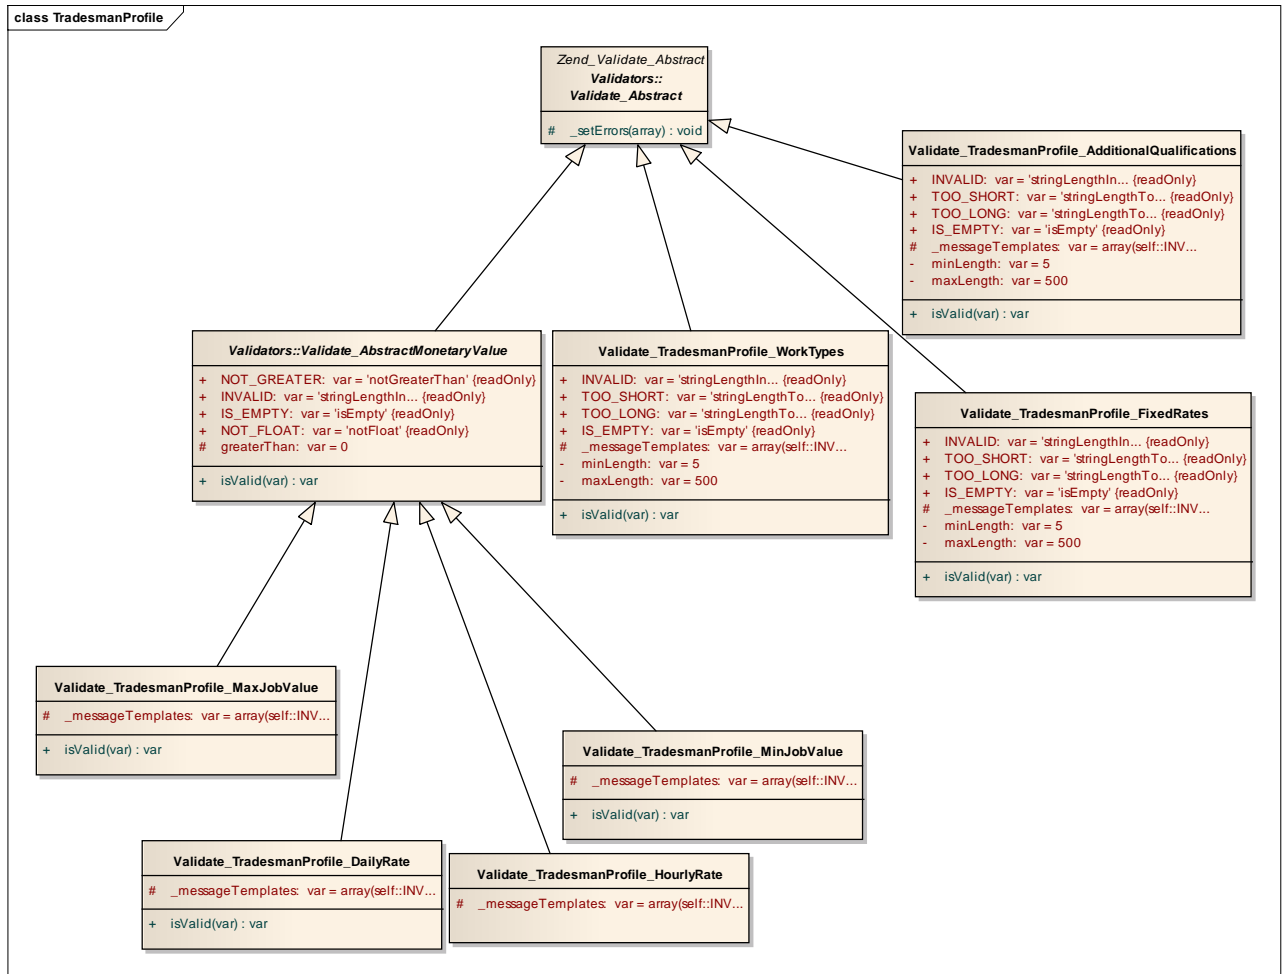 class TradesmanProfile
Zend_Validate_Abstract
Validators::
Validate_Abstract
# _setErrors(array) : void
Validate_TradesmanProfile_AdditionalQualifications
+ INVALID: var = 'stringLengthIn... {readOnly}
+ TOO_SHORT: var = 'stringLengthTo... {readOnly}
+ TOO_LONG: var = 'stringLengthTo... {readOnly}
+ IS_EMPTY: var = 'isEmpty' {readOnly}
# _messageTemplates: var = array(self::INV...
- minLength: var = 5
- maxLength: var = 500
+ isValid(var) : var
Validators::Validate_AbstractMonetaryValue
+ NOT_GREATER: var = 'notGreaterThan' {readOnly}
+ INVALID: var = 'stringLengthIn... {readOnly}
+ IS_EMPTY: var = 'isEmpty' {readOnly}
+ NOT_FLOAT: var = 'notFloat' {readOnly}
# greaterThan: var = 0
+ isValid(var) : var
Validate_TradesmanProfile_WorkTypes
+ INVALID: var = 'stringLengthIn... {readOnly}
+ TOO_SHORT: var = 'stringLengthTo... {readOnly}
+ TOO_LONG: var = 'stringLengthTo... {readOnly}
+ IS_EMPTY: var = 'isEmpty' {readOnly}
# _messageTemplates: var = array(self::INV...
- minLength: var = 5
- maxLength: var = 500
+ isValid(var) : var
Validate_TradesmanProfile_FixedRates
+ INVALID: var = 'stringLengthIn... {readOnly}
+ TOO_SHORT: var = 'stringLengthTo... {readOnly}
+ TOO_LONG: var = 'stringLengthTo... {readOnly}
+ IS_EMPTY: var = 'isEmpty' {readOnly}
# _messageTemplates: var = array(self::INV...
- minLength: var = 5
- maxLength: var = 500
+ isValid(var) : var
Validate_TradesmanProfile_MaxJobValue
# _messageTemplates: var = array(self::INV...
+ isValid(var) : var
Validate_TradesmanProfile_MinJobValue
# _messageTemplates: var = array(self::INV...
+ isValid(var) : var
Validate_TradesmanProfile_DailyRate
# _messageTemplates: var = array(self::INV...
+ isValid(var) : var
Validate_TradesmanProfile_HourlyRate
# _messageTemplates: var = array(self::INV...